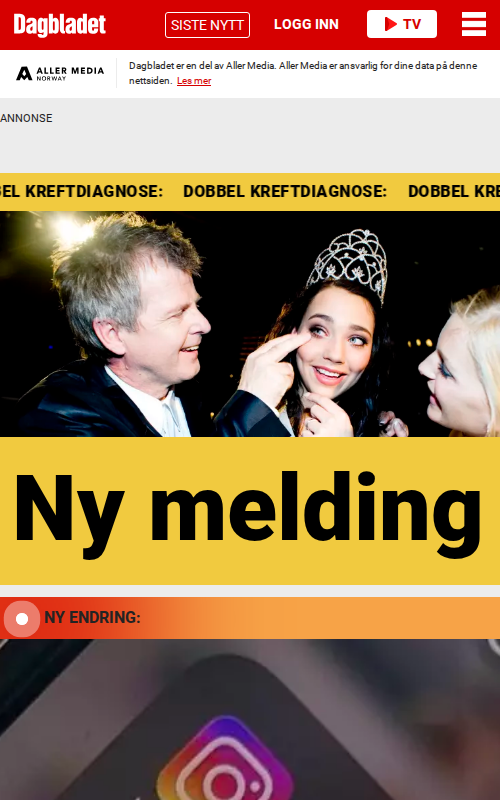 Dagbladet
SISTE NYTT
LOGG INN
TV
ALLER MEDIA
NORWAY
Dagbladet er en del av Aller Media. Aller Media er ansvarlig for dine data på denne
nettsiden. Les mer
ANNONSE
BEL KREFTDIAGNOSE: DOBBEL KREFTDIAGNOSE: DOBBEL KRE
Ny melding
NY ENDRING: